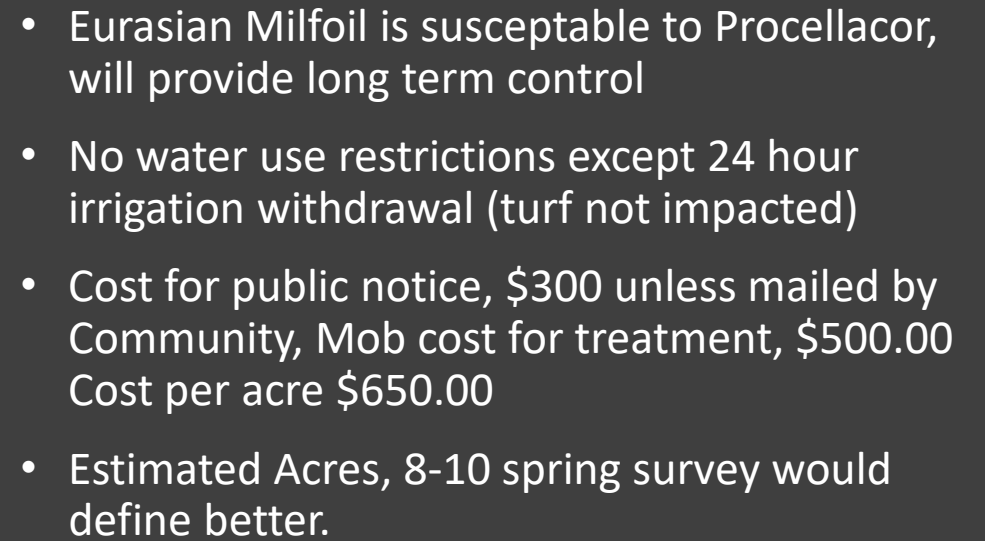 • Eurasian Milfoil is susceptable to Procellacor,
will provide long term control
• No water use restrictions except 24 hour
irrigation withdrawal (turf not impacted)
• Cost for public notice, $300 unless mailed by
Community, Mob cost for treatment, $500.00
Cost per acre $650.00
• Estimated Acres, 8-10 spring survey would
define better.